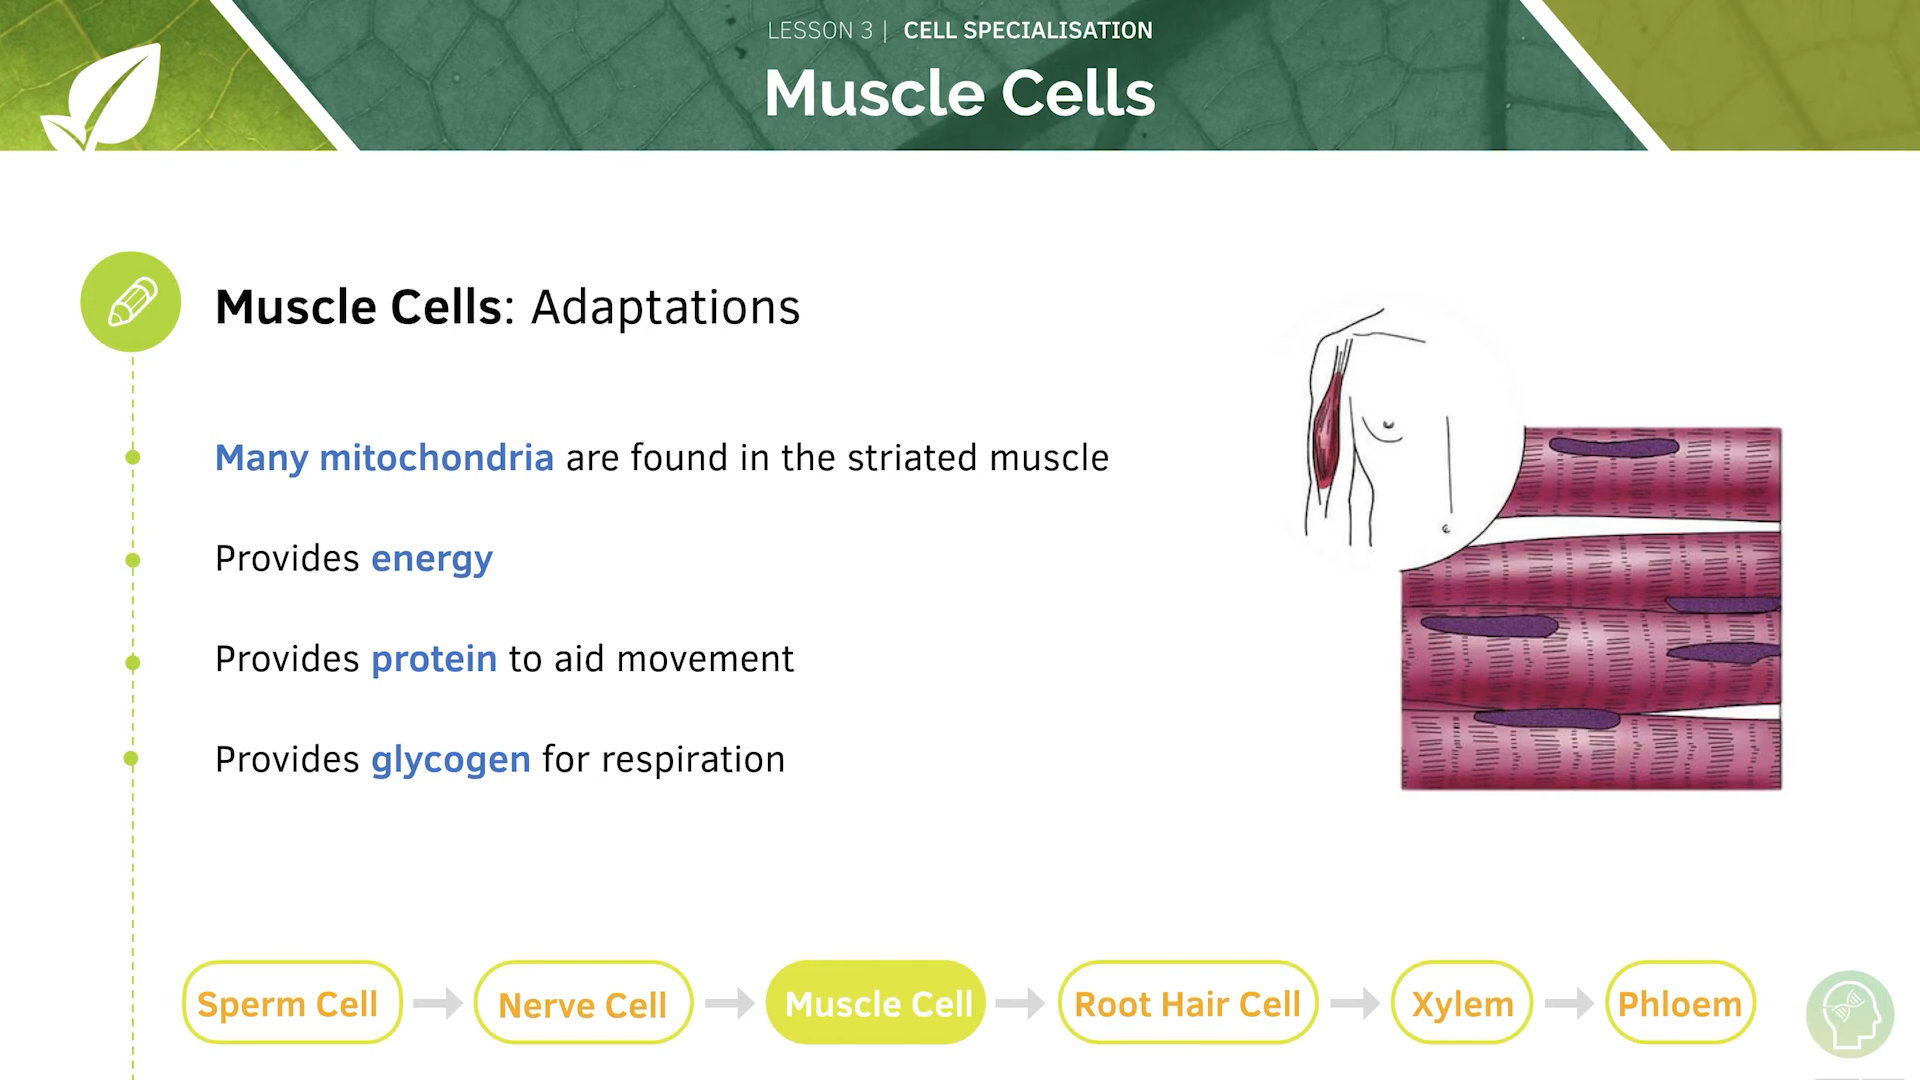 LESSON 3 | CELL SPECIALISATION
Muscle Cells
Muscle Cells: Adaptations
Many mitochondria are found in the striated muscle
Provides energy
Provides protein to aid movement
Provides glycogen for respiration
Sperm Cell
Nerve Cell
Muscle Cell
Root Hair Cell
Xylem
Phloem